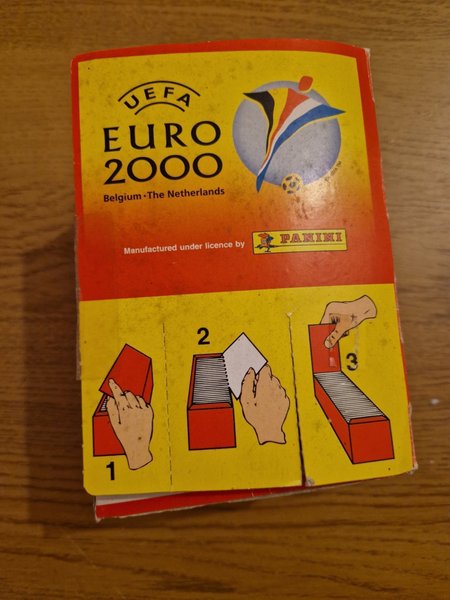 UEFA
EURO
2000
Belgium • The Netherlands
Manufactured under licence by PANINI
1
2
3